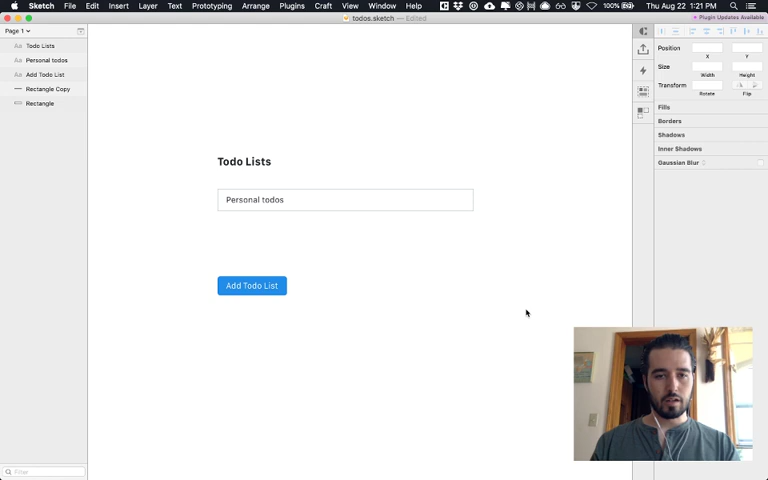 Sketch File Edit Insert Layer Text Prototyping Arrange Plugins Craft View Window Help 100% Thu Aug 22 1:21 PM
todos.sketch — Edited
Plugin Updates Available
Page 1
Aa Todo Lists
Aa Personal todos
Aa Add Todo List
Rectangle Copy
Rectangle
Filter
Todo Lists
Personal todos
Add Todo List
Position
X Y
Size
Width Height
Transform
Rotate Flip
Fills
Borders
Shadows
Inner Shadows
Gaussian Blur